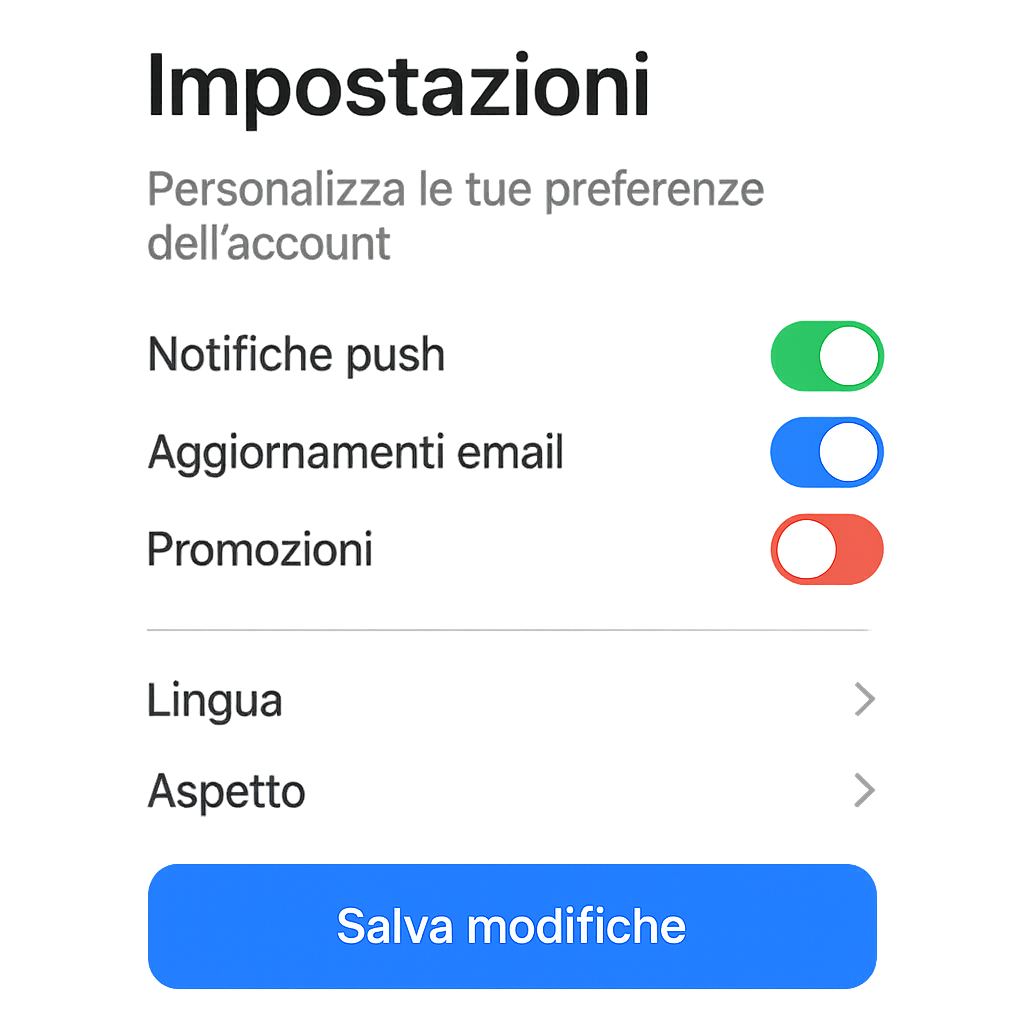 Impostazioni
Personalizza le tue preferenze
dell’account
Notifiche push
Aggiornamenti email
Promozioni
Lingua
Aspetto
Salva modifiche